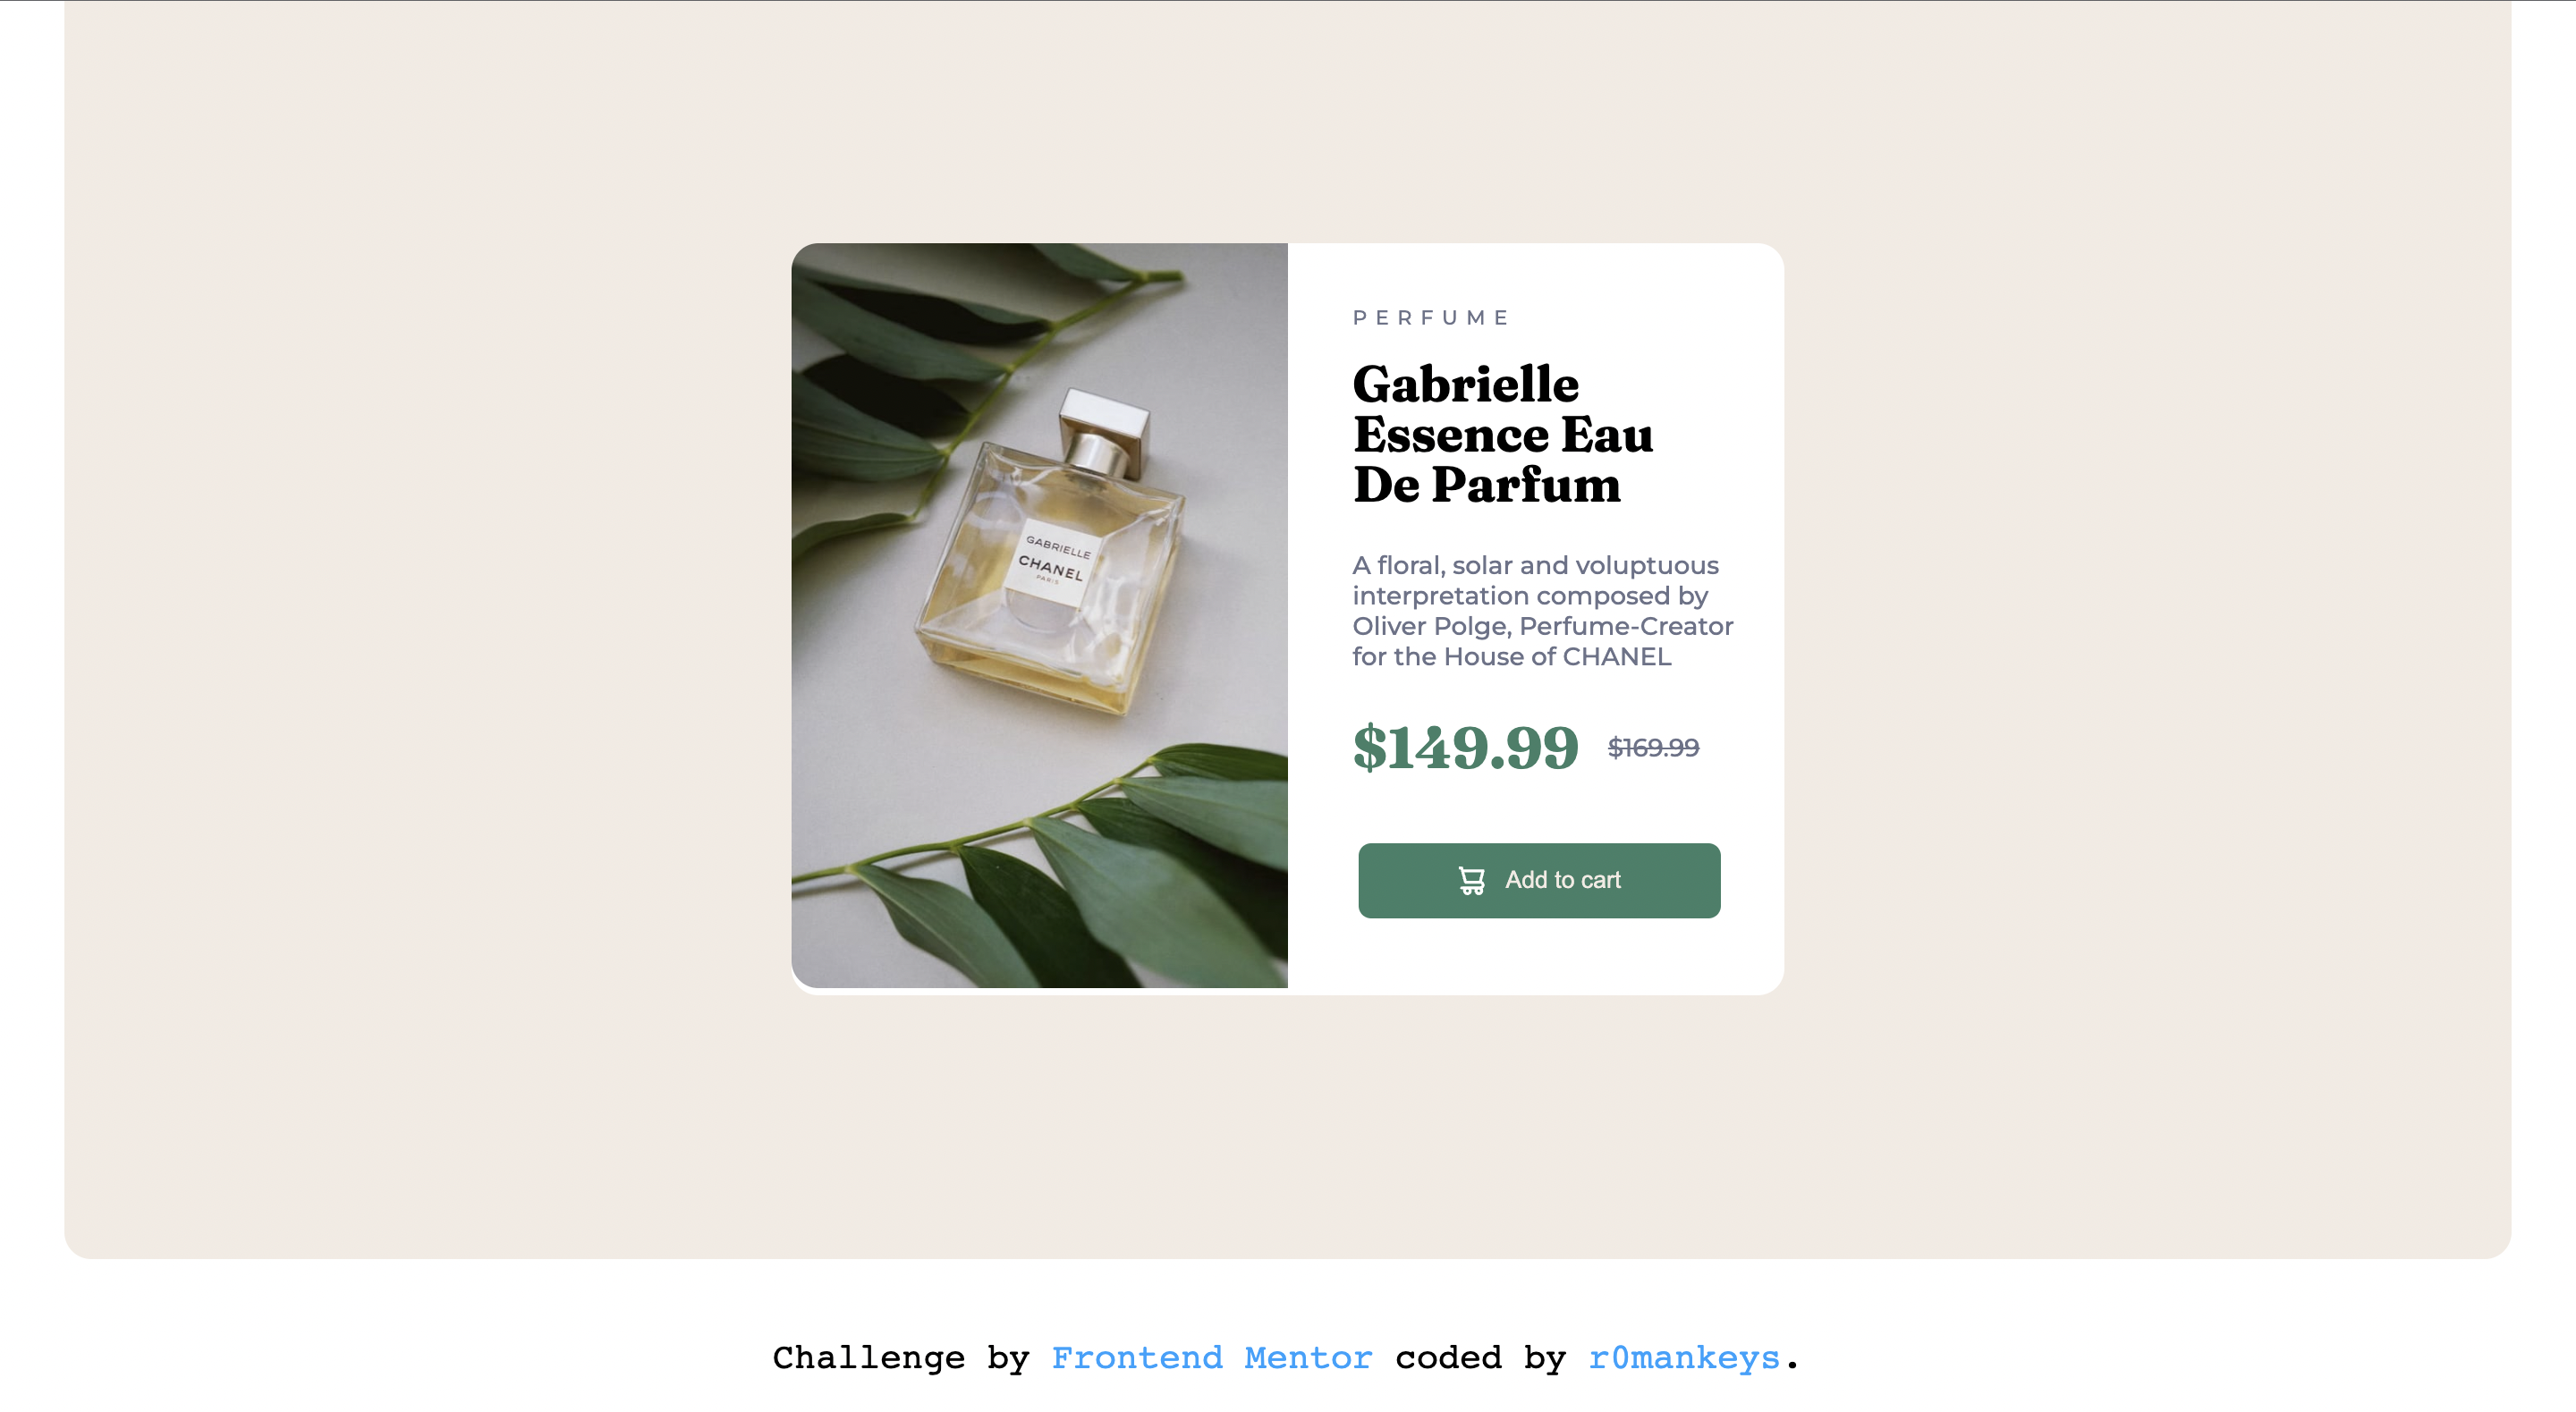 GABRIELLE
CHANEL
PARIS
PERFUME
Gabrielle
Essence Eau
De Parfum
A floral, solar and voluptuous
interpretation composed by
Oliver Polge, Perfume-Creator
for the House of CHANEL
$149.99 $169.99
Add to cart
Challenge by Frontend Mentor coded by r0mankeys.